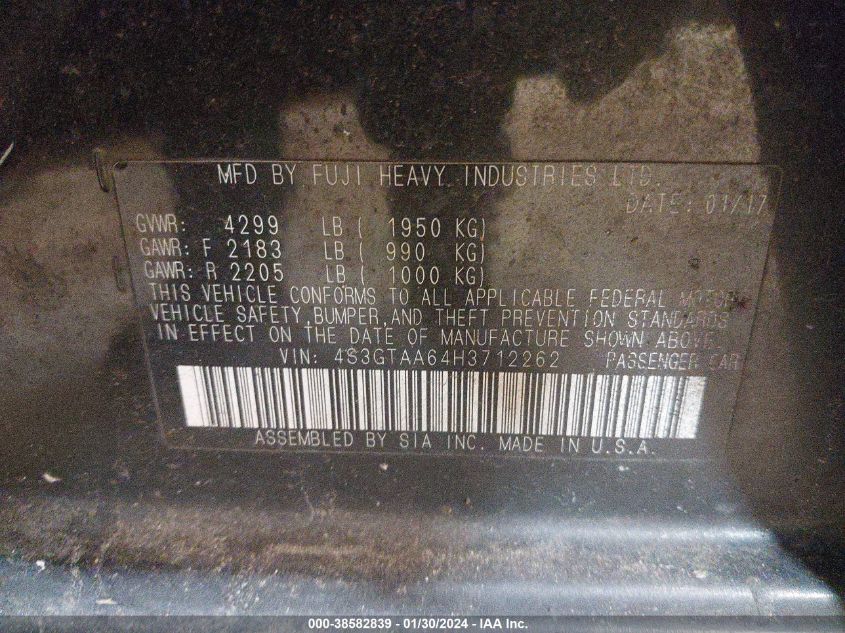 MFD BY FUJI HEAVY INDUSTRIES LTD.
DATE: 01/17
GVWR: 4299 LB ( 1950 KG)
GAWR: F 2183 LB ( 990 KG)
GAWR: R 2205 LB ( 1000 KG)
THIS VEHICLE CONFORMS TO ALL APPLICABLE FEDERAL MOTOR
VEHICLE SAFETY, BUMPER, AND THEFT PREVENTION STANDARDS
IN EFFECT ON THE DATE OF MANUFACTURE SHOWN ABOVE.
VIN: 4S3GTAA64H3712262 PASSENGER CAR
ASSEMBLED BY SIA INC. MADE IN U.S.A.
000-38582839 - 01/30/2024 - IAA Inc.